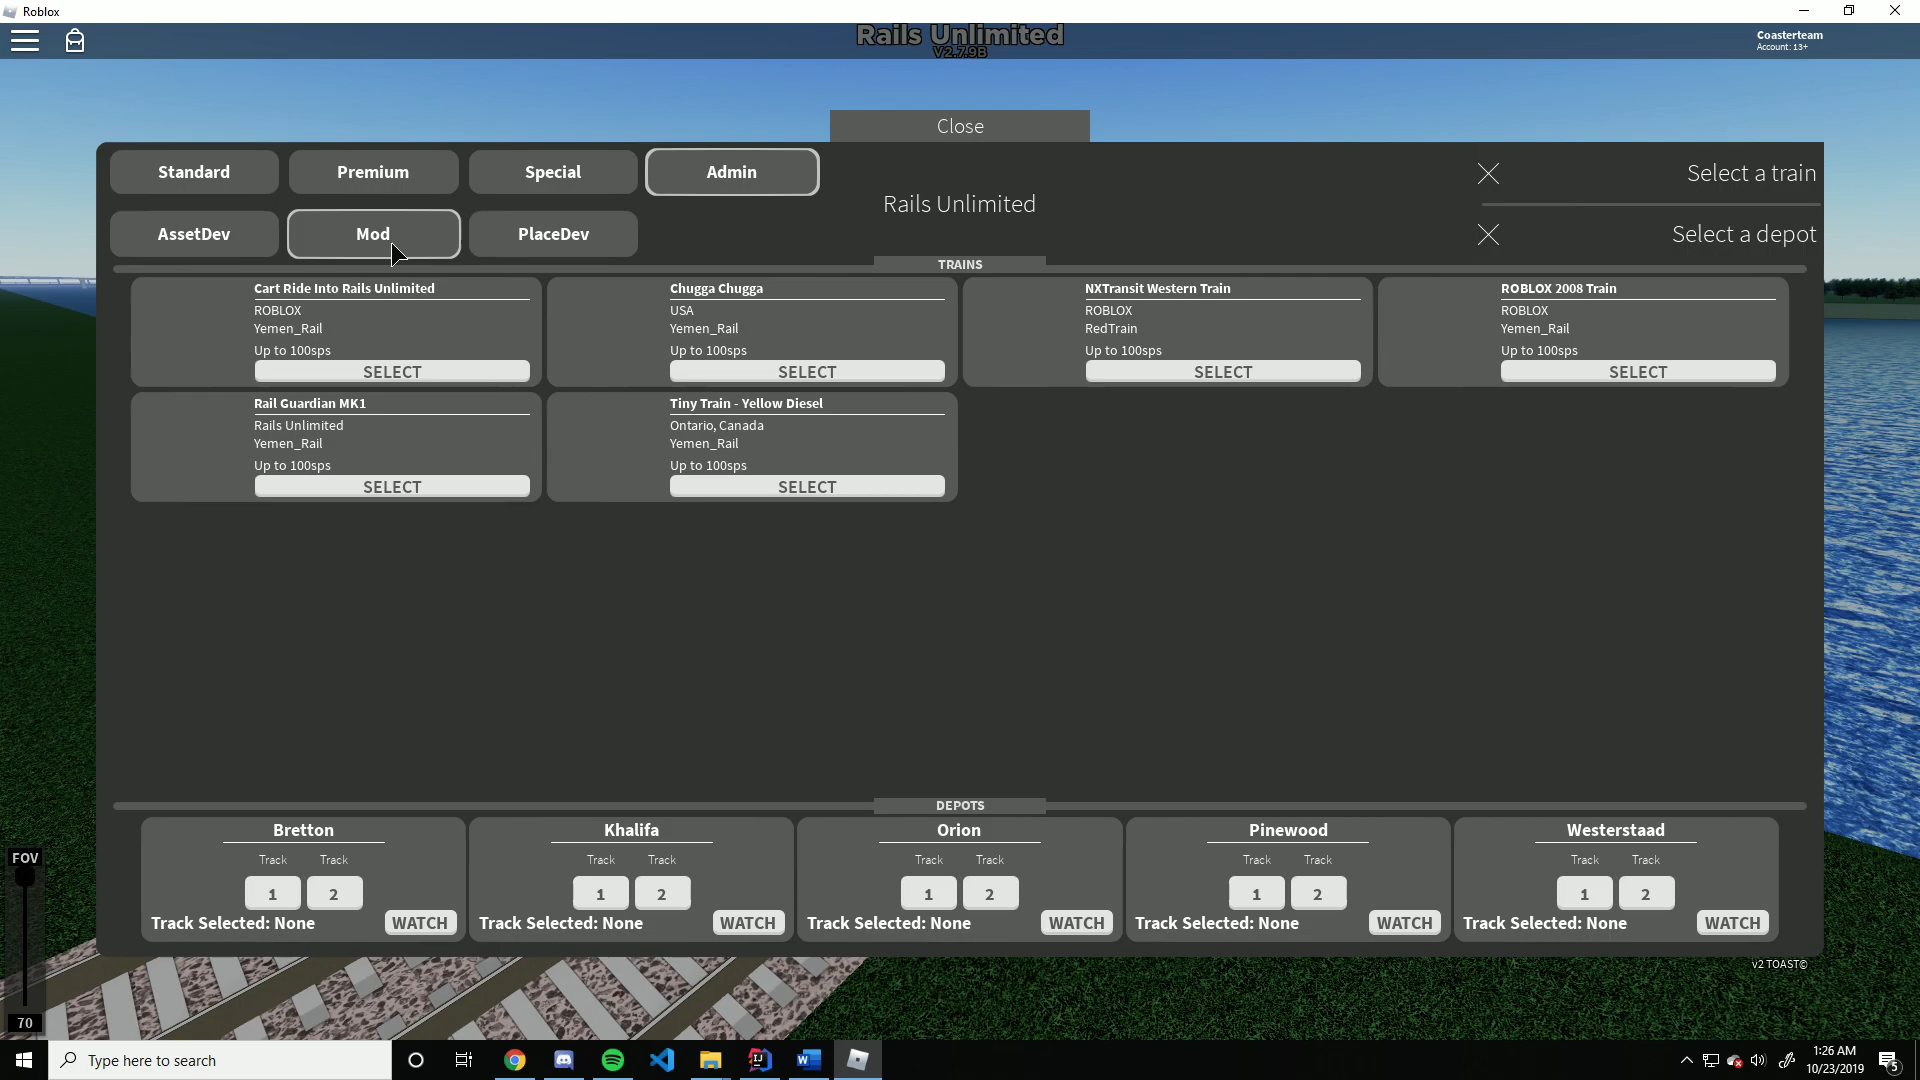 Roblox
Rails Unlimited
V2.7.9B
Coasterteam
Account: 13+
Close
Standard
Premium
Special
Admin
Select a train
Rails Unlimited
AssetDev
Mod
PlaceDev
Select a depot
TRAINS
Cart Ride Into Rails Unlimited
ROBLOX
Yemen_Rail
Up to 100sps
SELECT
Chugga Chugga
USA
Yemen_Rail
Up to 100sps
SELECT
NXTransit Western Train
ROBLOX
RedTrain
Up to 100sps
SELECT
ROBLOX 2008 Train
ROBLOX
Yemen_Rail
Up to 100sps
SELECT
Rail Guardian MK1
Rails Unlimited
Yemen_Rail
Up to 100sps
SELECT
Tiny Train - Yellow Diesel
Ontario, Canada
Yemen_Rail
Up to 100sps
SELECT
DEPOTS
Bretton
Track Track
1 2
Track Selected: None WATCH
Khalifa
Track Track
1 2
Track Selected: None WATCH
Orion
Track Track
1 2
Track Selected: None WATCH
Pinewood
Track Track
1 2
Track Selected: None WATCH
Westerstaad
Track Track
1 2
Track Selected: None WATCH
FOV
70
v2 TOAST©
Type here to search
1:26 AM
10/23/2019
5